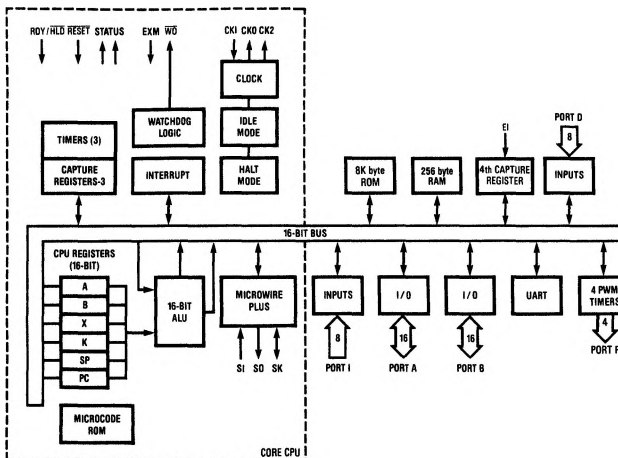 RDY/HLD RESET STATUS EXM WO CKI CKO CK2
CLOCK
TIMERS (3)
WATCHDOG
LOGIC
IDLE
MODE
CAPTURE
REGISTERS-3
INTERRUPT
HALT
MODE
EI
PORT D
8
8K byte
ROM
256 byte
RAM
4th CAPTURE
REGISTER
INPUTS
16-BIT BUS
CPU REGISTERS
(16-BIT)
A
B
X
K
SP
PC
16-BIT
ALU
MICROWIRE
PLUS
SI SO SK
INPUTS
I/O
I/O
UART
4 PWM
TIMERS
8
16
16
4
PORT I
PORT A
PORT B
PORT P
MICROCODE
ROM
CORE CPU